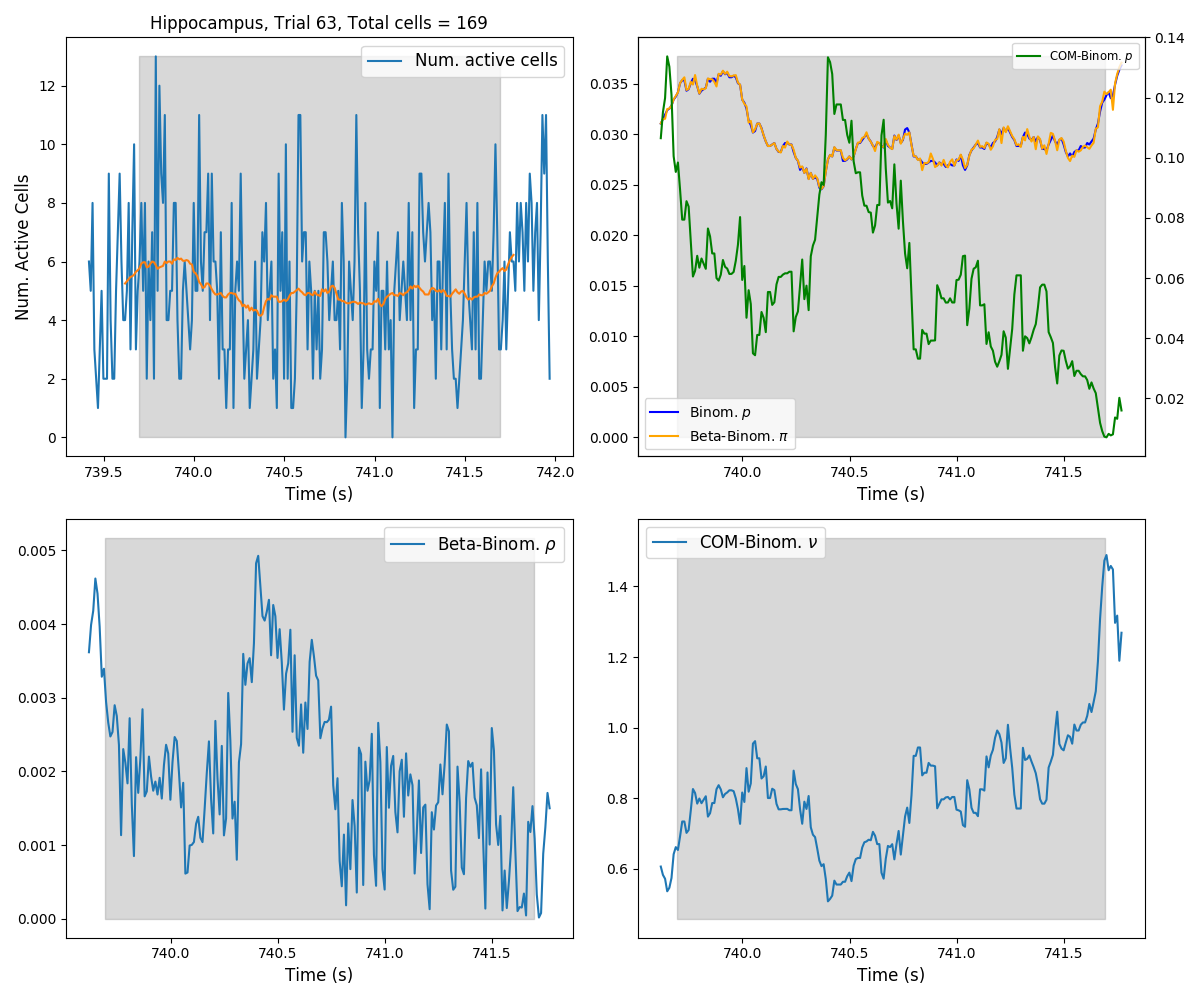 Hippocampus, Trial 63, Total cells = 169
Num. active cells
Num. Active Cells
12
10
8
6
4
2
0
739.5 740.0 740.5 741.0 741.5 742.0
Time (s)
COM-Binom. p
0.035
0.030
0.025
0.020
0.015
0.010
0.005
0.000
0.14
0.12
0.10
0.08
0.06
0.04
0.02
Binom. p
Beta-Binom. π
740.0 740.5 741.0 741.5
Time (s)
Beta-Binom. ρ
0.005
0.004
0.003
0.002
0.001
0.000
740.0 740.5 741.0 741.5
Time (s)
COM-Binom. ν
1.4
1.2
1.0
0.8
0.6
740.0 740.5 741.0 741.5
Time (s)